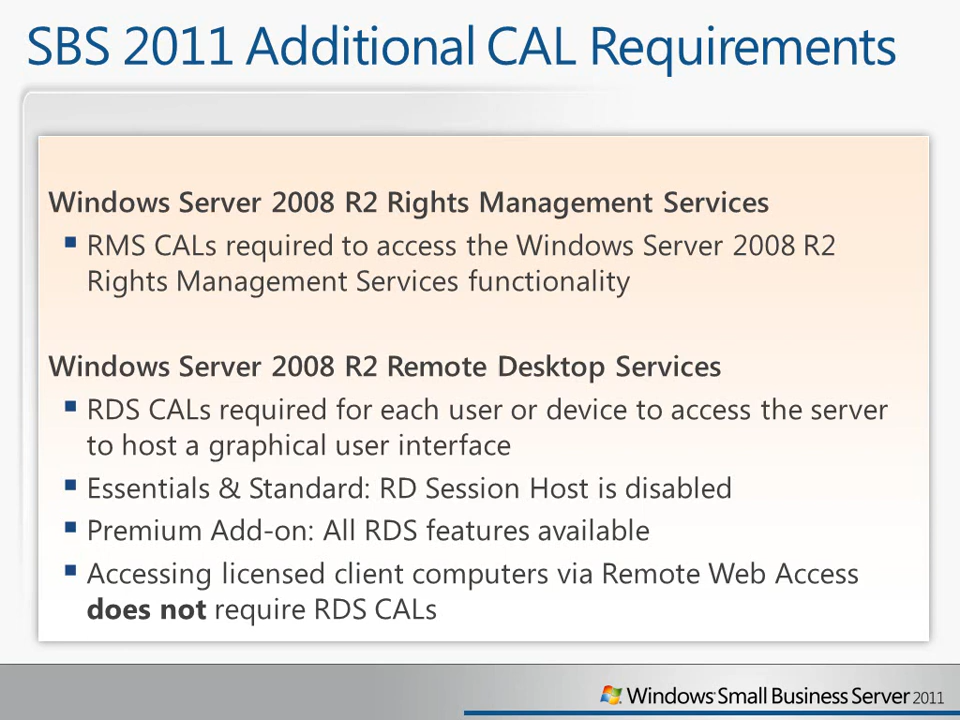 SBS 2011 Additional CAL Requirements
Windows Server 2008 R2 Rights Management Services
▪ RMS CALs required to access the Windows Server 2008 R2
Rights Management Services functionality
Windows Server 2008 R2 Remote Desktop Services
▪ RDS CALs required for each user or device to access the server
to host a graphical user interface
▪ Essentials & Standard: RD Session Host is disabled
▪ Premium Add-on: All RDS features available
▪ Accessing licensed client computers via Remote Web Access
does not require RDS CALs
Windows Small Business Server 2011